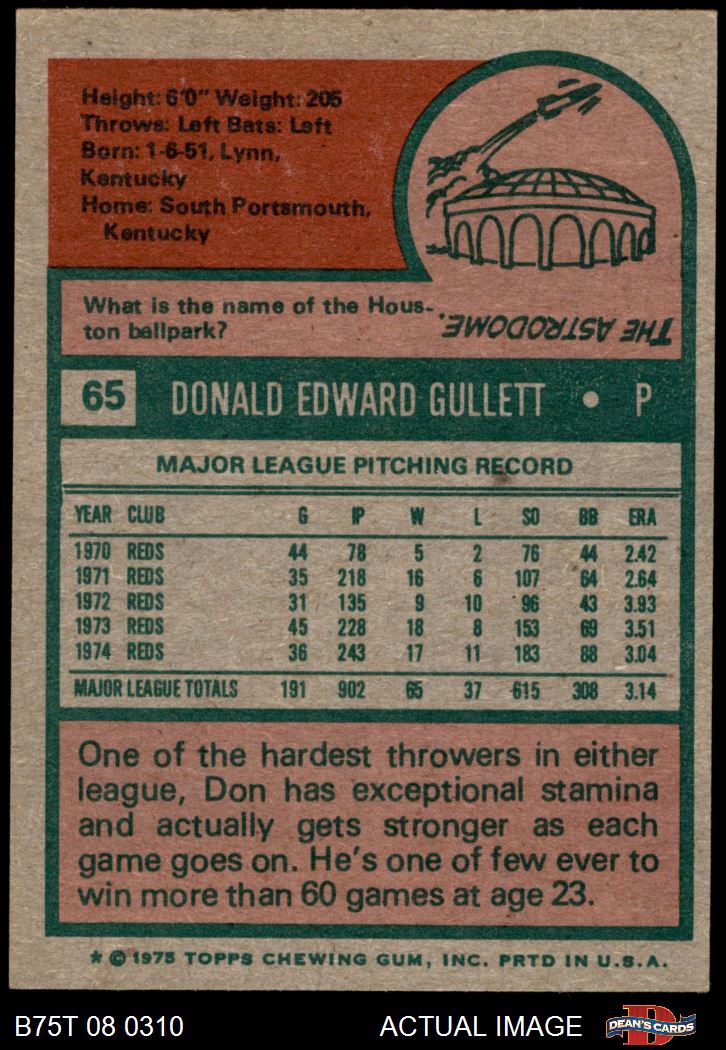 Height: 6'0" Weight: 205
Throws: Left Bats: Left
Born: 1-6-51, Lynn,
Kentucky
Home: South Portsmouth,
Kentucky
What is the name of the Hous-
ton ballpark?
THE ASTRODOME.
65 DONALD EDWARD GULLETT • P
MAJOR LEAGUE PITCHING RECORD
YEAR CLUB G IP W L SO BB ERA
1970 REDS 44 78 5 2 76 44 2.42
1971 REDS 35 218 16 6 107 64 2.64
1972 REDS 31 135 9 10 96 43 3.93
1973 REDS 45 228 18 8 153 69 3.51
1974 REDS 36 243 17 11 183 88 3.04
MAJOR LEAGUE TOTALS 191 902 65 37 615 308 3.14
One of the hardest throwers in either
league, Don has exceptional stamina
and actually gets stronger as each
game goes on. He's one of few ever to
win more than 60 games at age 23.
* © 1975 TOPPS CHEWING GUM, INC. PRTD IN U.S.A.
B75T 08 0310 ACTUAL IMAGE D DEAN'S CARDS